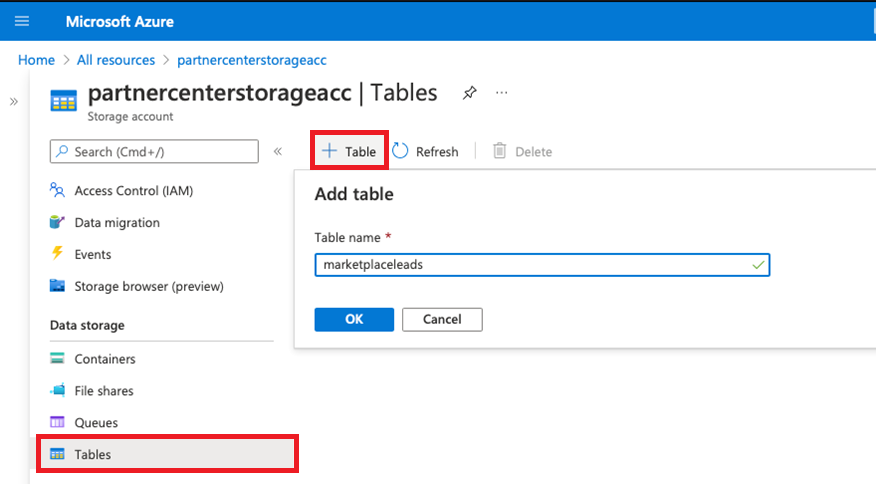 Microsoft Azure
Home > All resources > partnercenterstorageacc
partnercenterstorageacc | Tables
Storage account
Search (Cmd+/)
Access Control (IAM)
Data migration
Events
Storage browser (preview)
Data storage
Containers
File shares
Queues
Tables
+ Table Refresh Delete
Add table
Table name *
marketplaceleads
OK Cancel